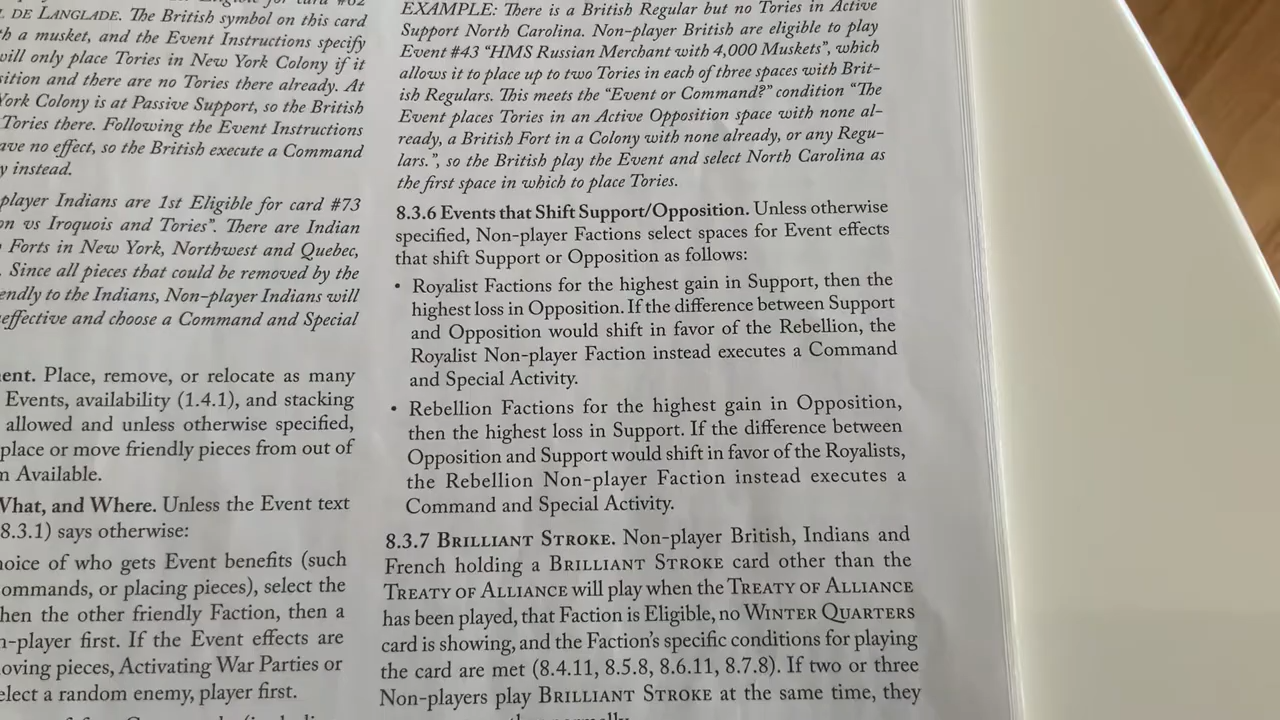 DE LANGLADE. The British symbol on this card
with a musket, and the Event Instructions specify
will only place Tories in New York Colony if it
and there are no Tories there already. At
York Colony is at Passive Support, so the British
Tories there. Following the Event Instructions
have no effect, so the British execute a Command
instead.
player Indians are 1st Eligible for card #73
vs Iroquois and Tories”. There are Indian
Forts in New York, Northwest and Quebec,
Since all pieces that could be removed by the
to the Indians, Non-player Indians will
and choose a Command and Special
Place, remove, or relocate as many
Events, availability (1.4.1), and stacking
allowed and unless otherwise specified,
place or move friendly pieces from out of
Available.
What, and Where. Unless the Event text
8.3.1) says otherwise:
of who gets Event benefits (such
or placing pieces), select the
then the other friendly Faction, then a
first. If the Event effects are
pieces, Activating War Parties or
select a random enemy, player first.
EXAMPLE: There is a British Regular but no Tories in Active
Support North Carolina. Non-player British are eligible to play
Event #43 “HMS Russian Merchant with 4,000 Muskets”, which
allows it to place up to two Tories in each of three spaces with Brit-
ish Regulars. This meets the “Event or Command?” condition “The
Event places Tories in an Active Opposition space with none al-
ready, a British Fort in a Colony with none already, or any Regu-
lars.”, so the British play the Event and select North Carolina as
the first space in which to place Tories.
8.3.6 Events that Shift Support/Opposition. Unless otherwise
specified, Non-player Factions select spaces for Event effects
that shift Support or Opposition as follows:
• Royalist Factions for the highest gain in Support, then the
highest loss in Opposition. If the difference between Support
and Opposition would shift in favor of the Rebellion, the
Royalist Non-player Faction instead executes a Command
and Special Activity.
• Rebellion Factions for the highest gain in Opposition,
then the highest loss in Support. If the difference between
Opposition and Support would shift in favor of the Royalists,
the Rebellion Non-player Faction instead executes a
Command and Special Activity.
8.3.7 BRILLIANT STROKE. Non-player British, Indians and
French holding a BRILLIANT STROKE card other than the
TREATY OF ALLIANCE will play when the TREATY OF ALLIANCE
has been played, that Faction is Eligible, no WINTER QUARTERS
card is showing, and the Faction’s specific conditions for playing
the card are met (8.4.11, 8.5.8, 8.6.11, 8.7.8). If two or three
Non-players play BRILLIANT STROKE at the same time, they